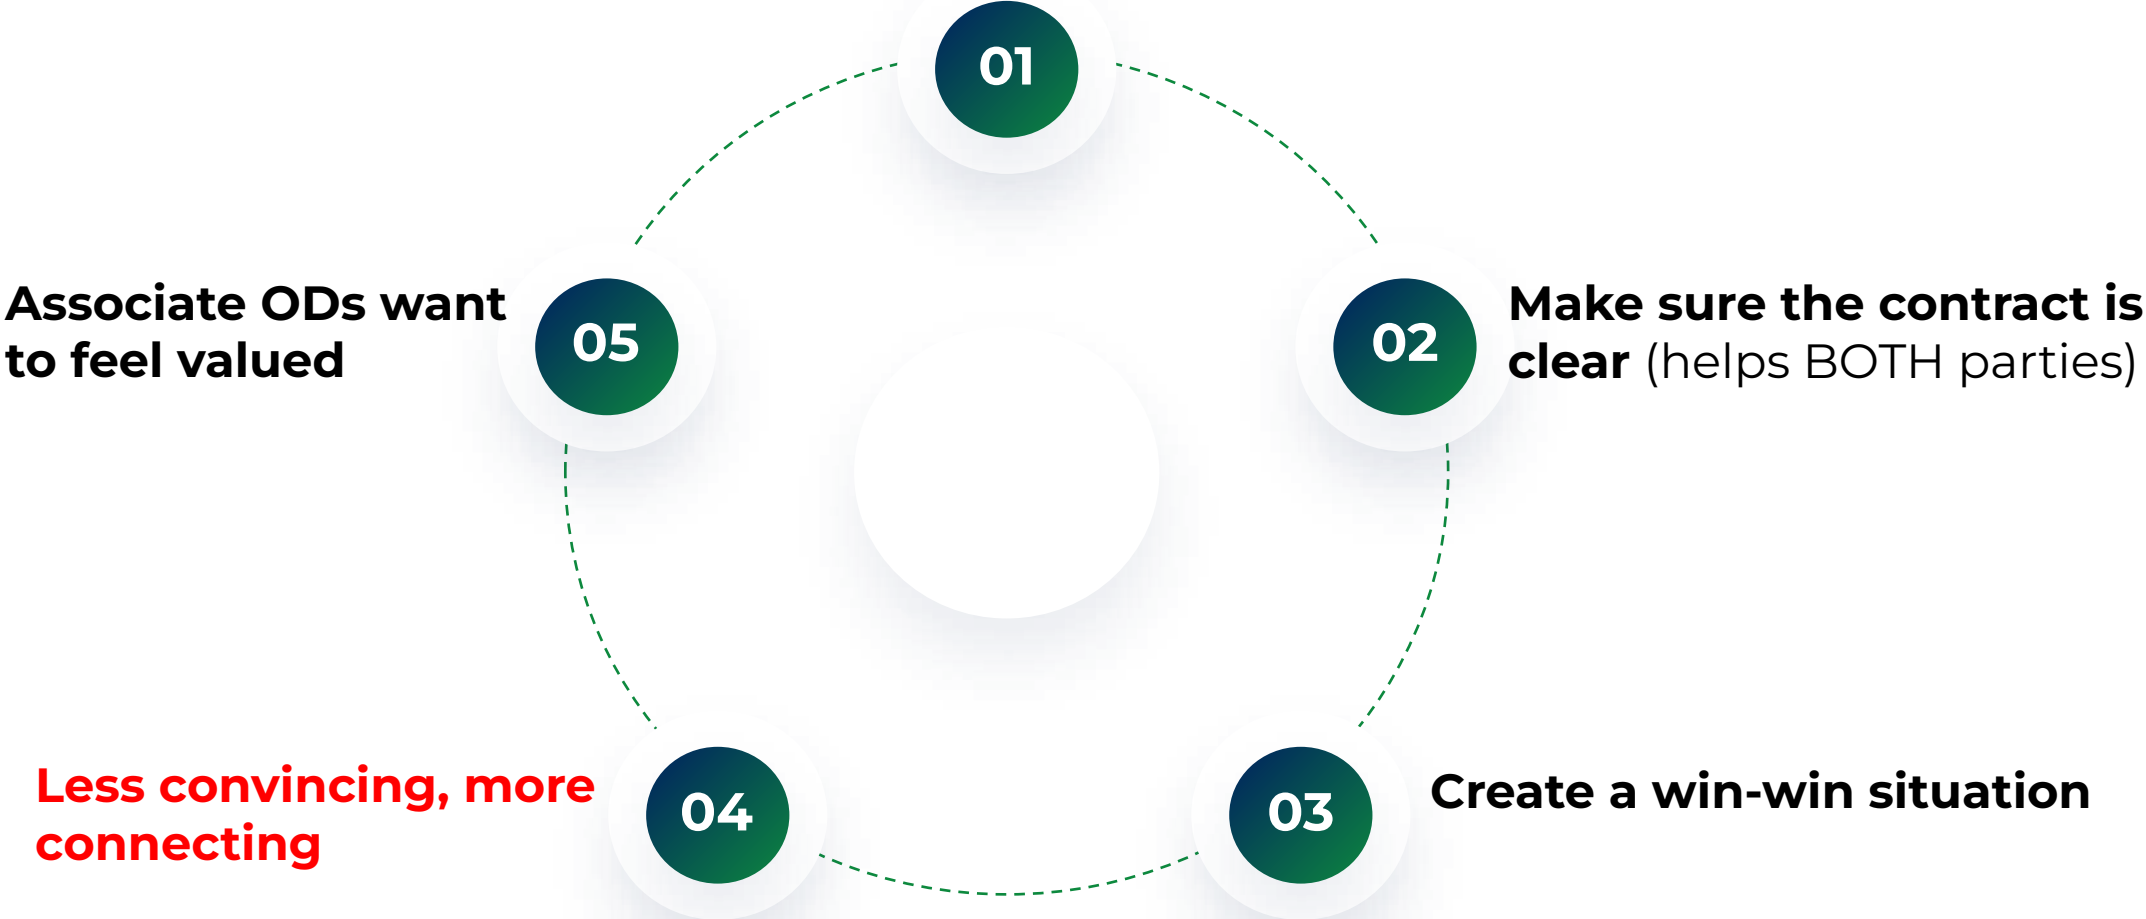 01
02
Make sure the contract is
clear (helps BOTH parties)
03
Create a win-win situation
04
Less convincing, more
connecting
05
Associate ODs want
to feel valued